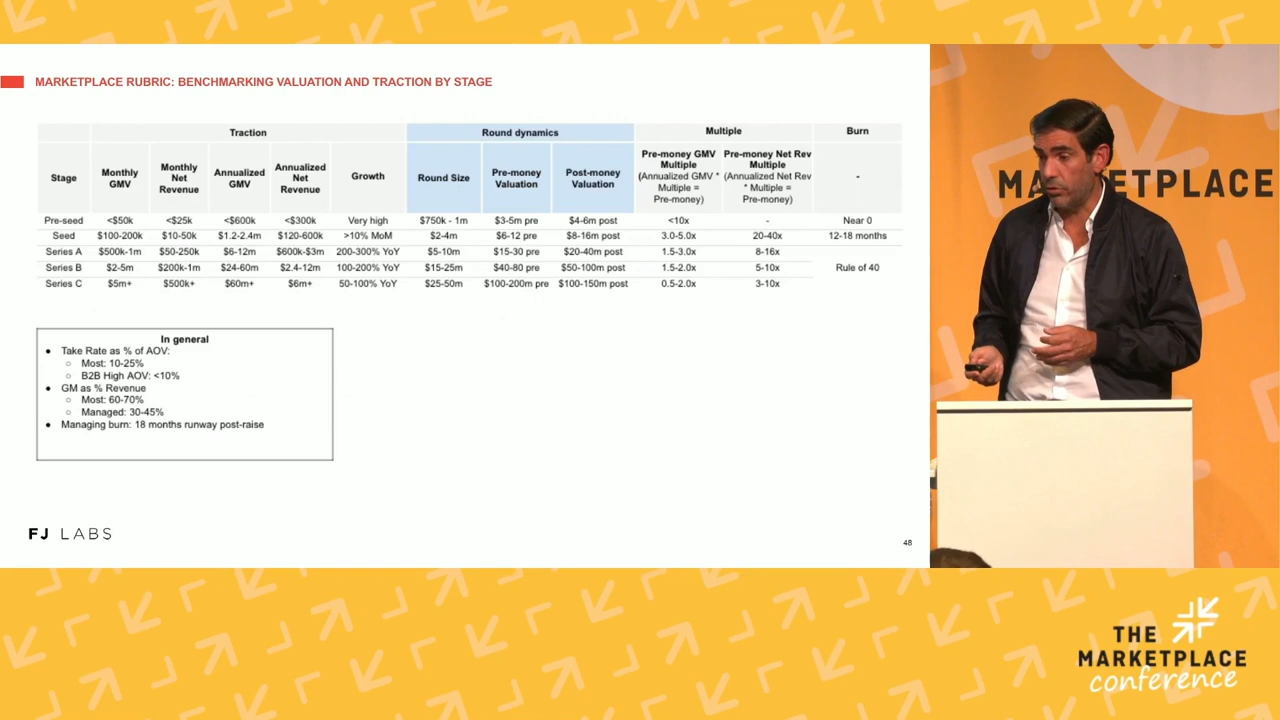 MARKETPLACE RUBRIC: BENCHMARKING VALUATION AND TRACTION BY STAGE
Traction Round dynamics Multiple Burn
Stage Monthly GMV Monthly Net Revenue Annualized GMV Annualized Net Revenue Growth Round Size Pre-money Valuation Post-money Valuation Pre-money GMV Multiple (Annualized GMV * Multiple = Pre-money) Pre-money Net Rev Multiple (Annualized Net Rev * Multiple = Pre-money) -
Pre-seed <$50k <$25k <$600k <$300k Very high $750k - 1m $3-5m pre $4-6m post <10x - Near 0
Seed $100-200k $10-50k $1.2-2.4m $120-600k >10% MoM $2-4m $6-12 pre $8-16m post 3.0-5.0x 20-40x 12-18 months
Series A $500k-1m $50-250k $6-12m $600k-$3m 200-300% YoY $5-10m $15-30 pre $20-40m post 1.5-3.0x 8-16x
Series B $2-5m $200k-1m $24-60m $2.4-12m 100-200% YoY $15-25m $40-80 pre $50-100m post 1.5-2.0x 5-10x Rule of 40
Series C $5m+ $500k+ $60m+ $6m+ 50-100% YoY $25-50m $100-200m pre $100-150m post 0.5-2.0x 3-10x
In general
● Take Rate as % of AOV:
○ Most: 10-25%
○ B2B High AOV: <10%
● GM as % Revenue
○ Most: 60-70%
○ Managed: 30-45%
● Managing burn: 18 months runway post-raise
FJ LABS
48
ETPLACE
THE
MARKETPLACE
conference